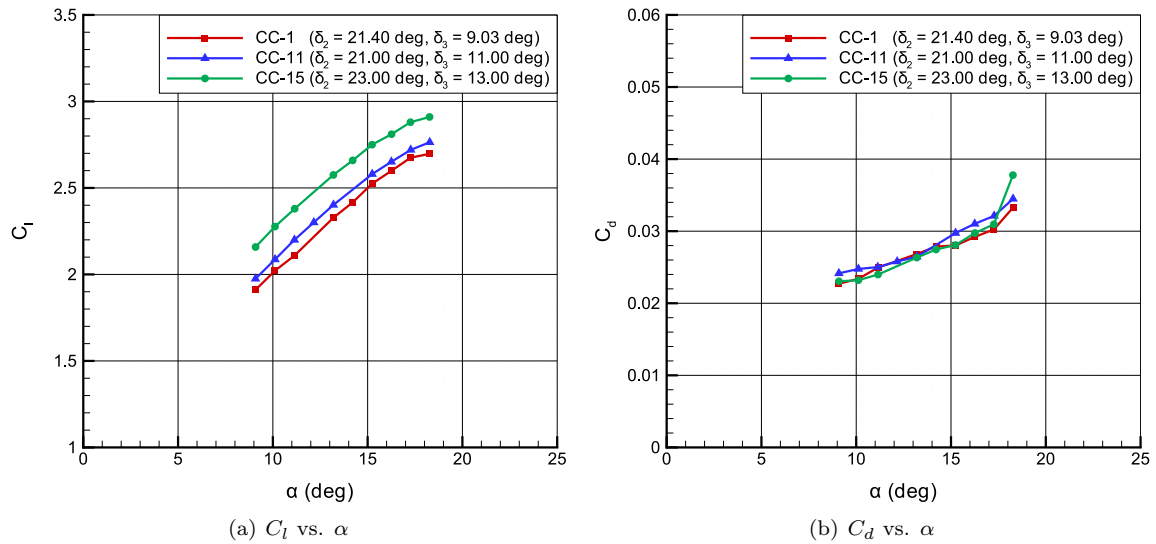 3.5
CC-1 (δ2 = 21.40 deg, δ3 = 9.03 deg)
CC-11 (δ2 = 21.00 deg, δ3 = 11.00 deg)
CC-15 (δ2 = 23.00 deg, δ3 = 13.00 deg)
3
2.5
Cl
2
1.5
1
0 5 10 15 20 25
α (deg)
(a) Cl vs. α
0.06
CC-1 (δ2 = 21.40 deg, δ3 = 9.03 deg)
CC-11 (δ2 = 21.00 deg, δ3 = 11.00 deg)
CC-15 (δ2 = 23.00 deg, δ3 = 13.00 deg)
0.05
0.04
0.03
Cd
0.02
0.01
0
0 5 10 15 20 25
α (deg)
(b) Cd vs. α